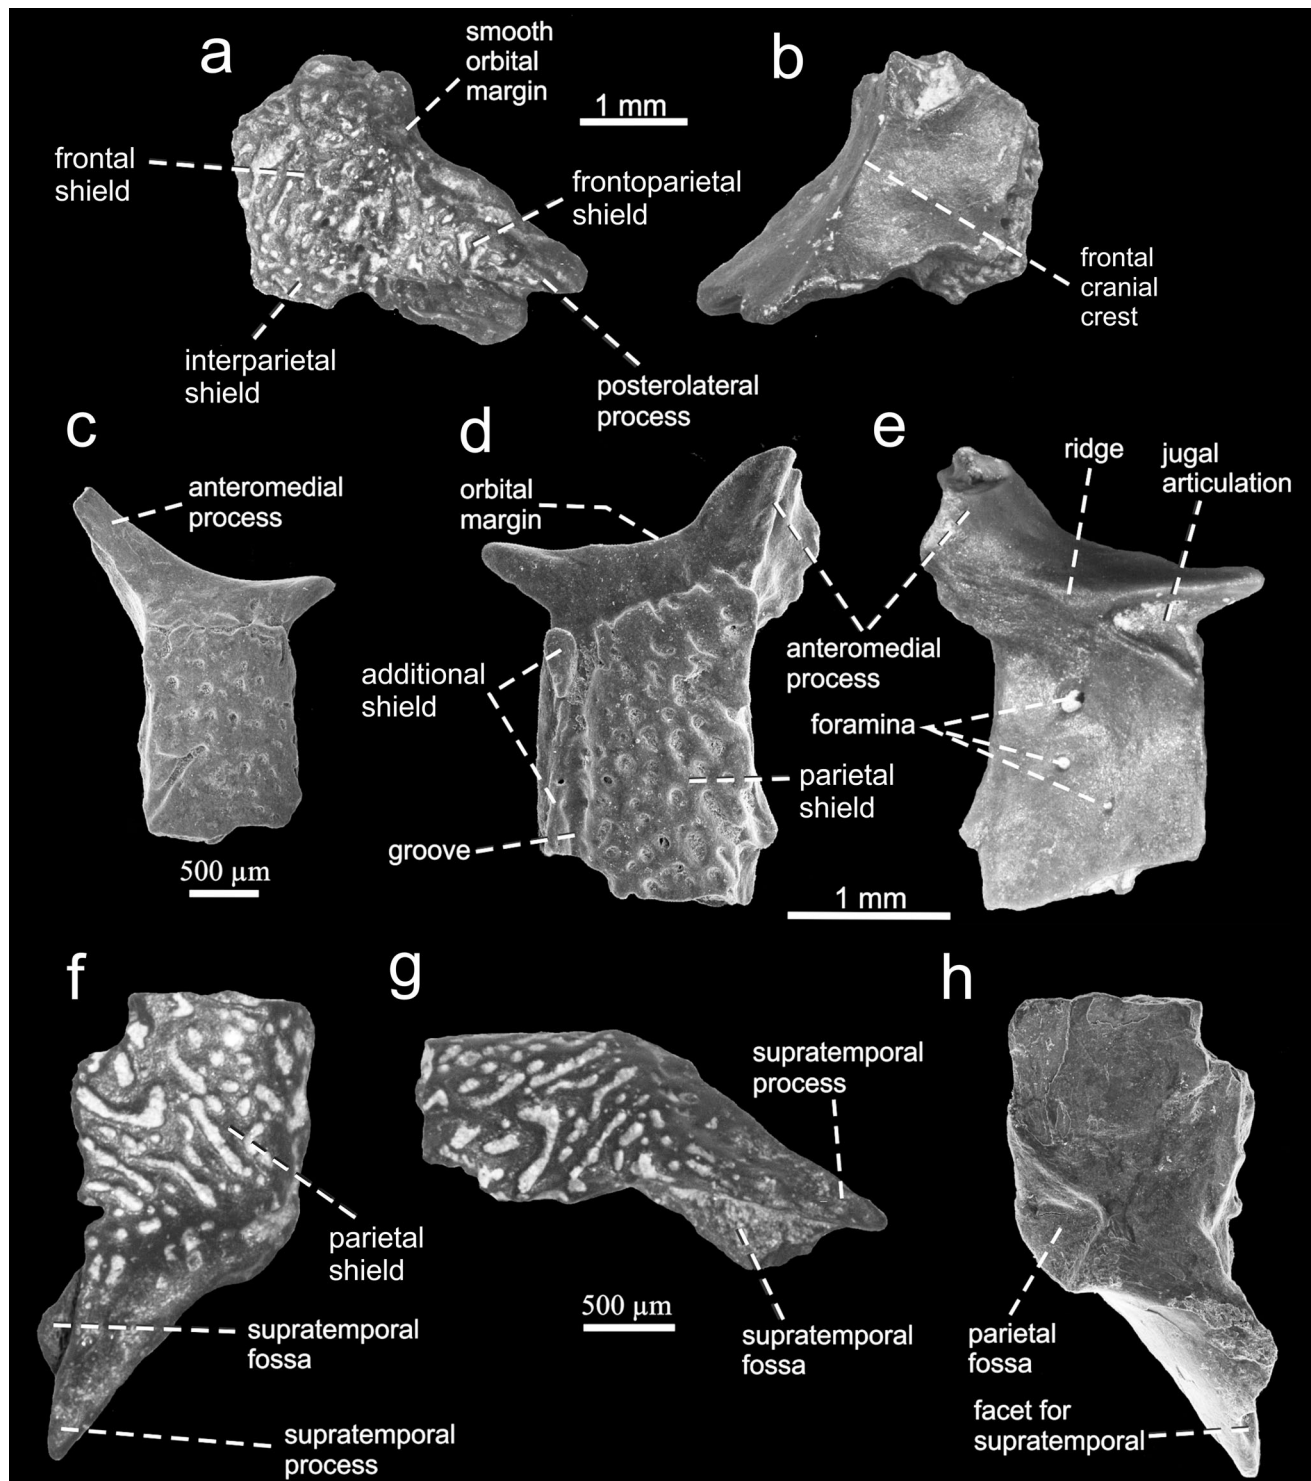 a
smooth
orbital
margin
b
1 mm
frontal
shield
frontoparietal
shield
frontal
cranial
crest
interparietal
shield
posterolateral
process
c
d
e
anteromedial
process
orbital
margin
ridge
jugal
articulation
additional
shield
anteromedial
process
foramina
parietal
shield
groove
500 µm
1 mm
f
g
h
supratemporal
process
parietal
shield
500 µm
supratemporal
fossa
supratemporal
fossa
parietal
fossa
facet for
supratemporal
supratemporal
process